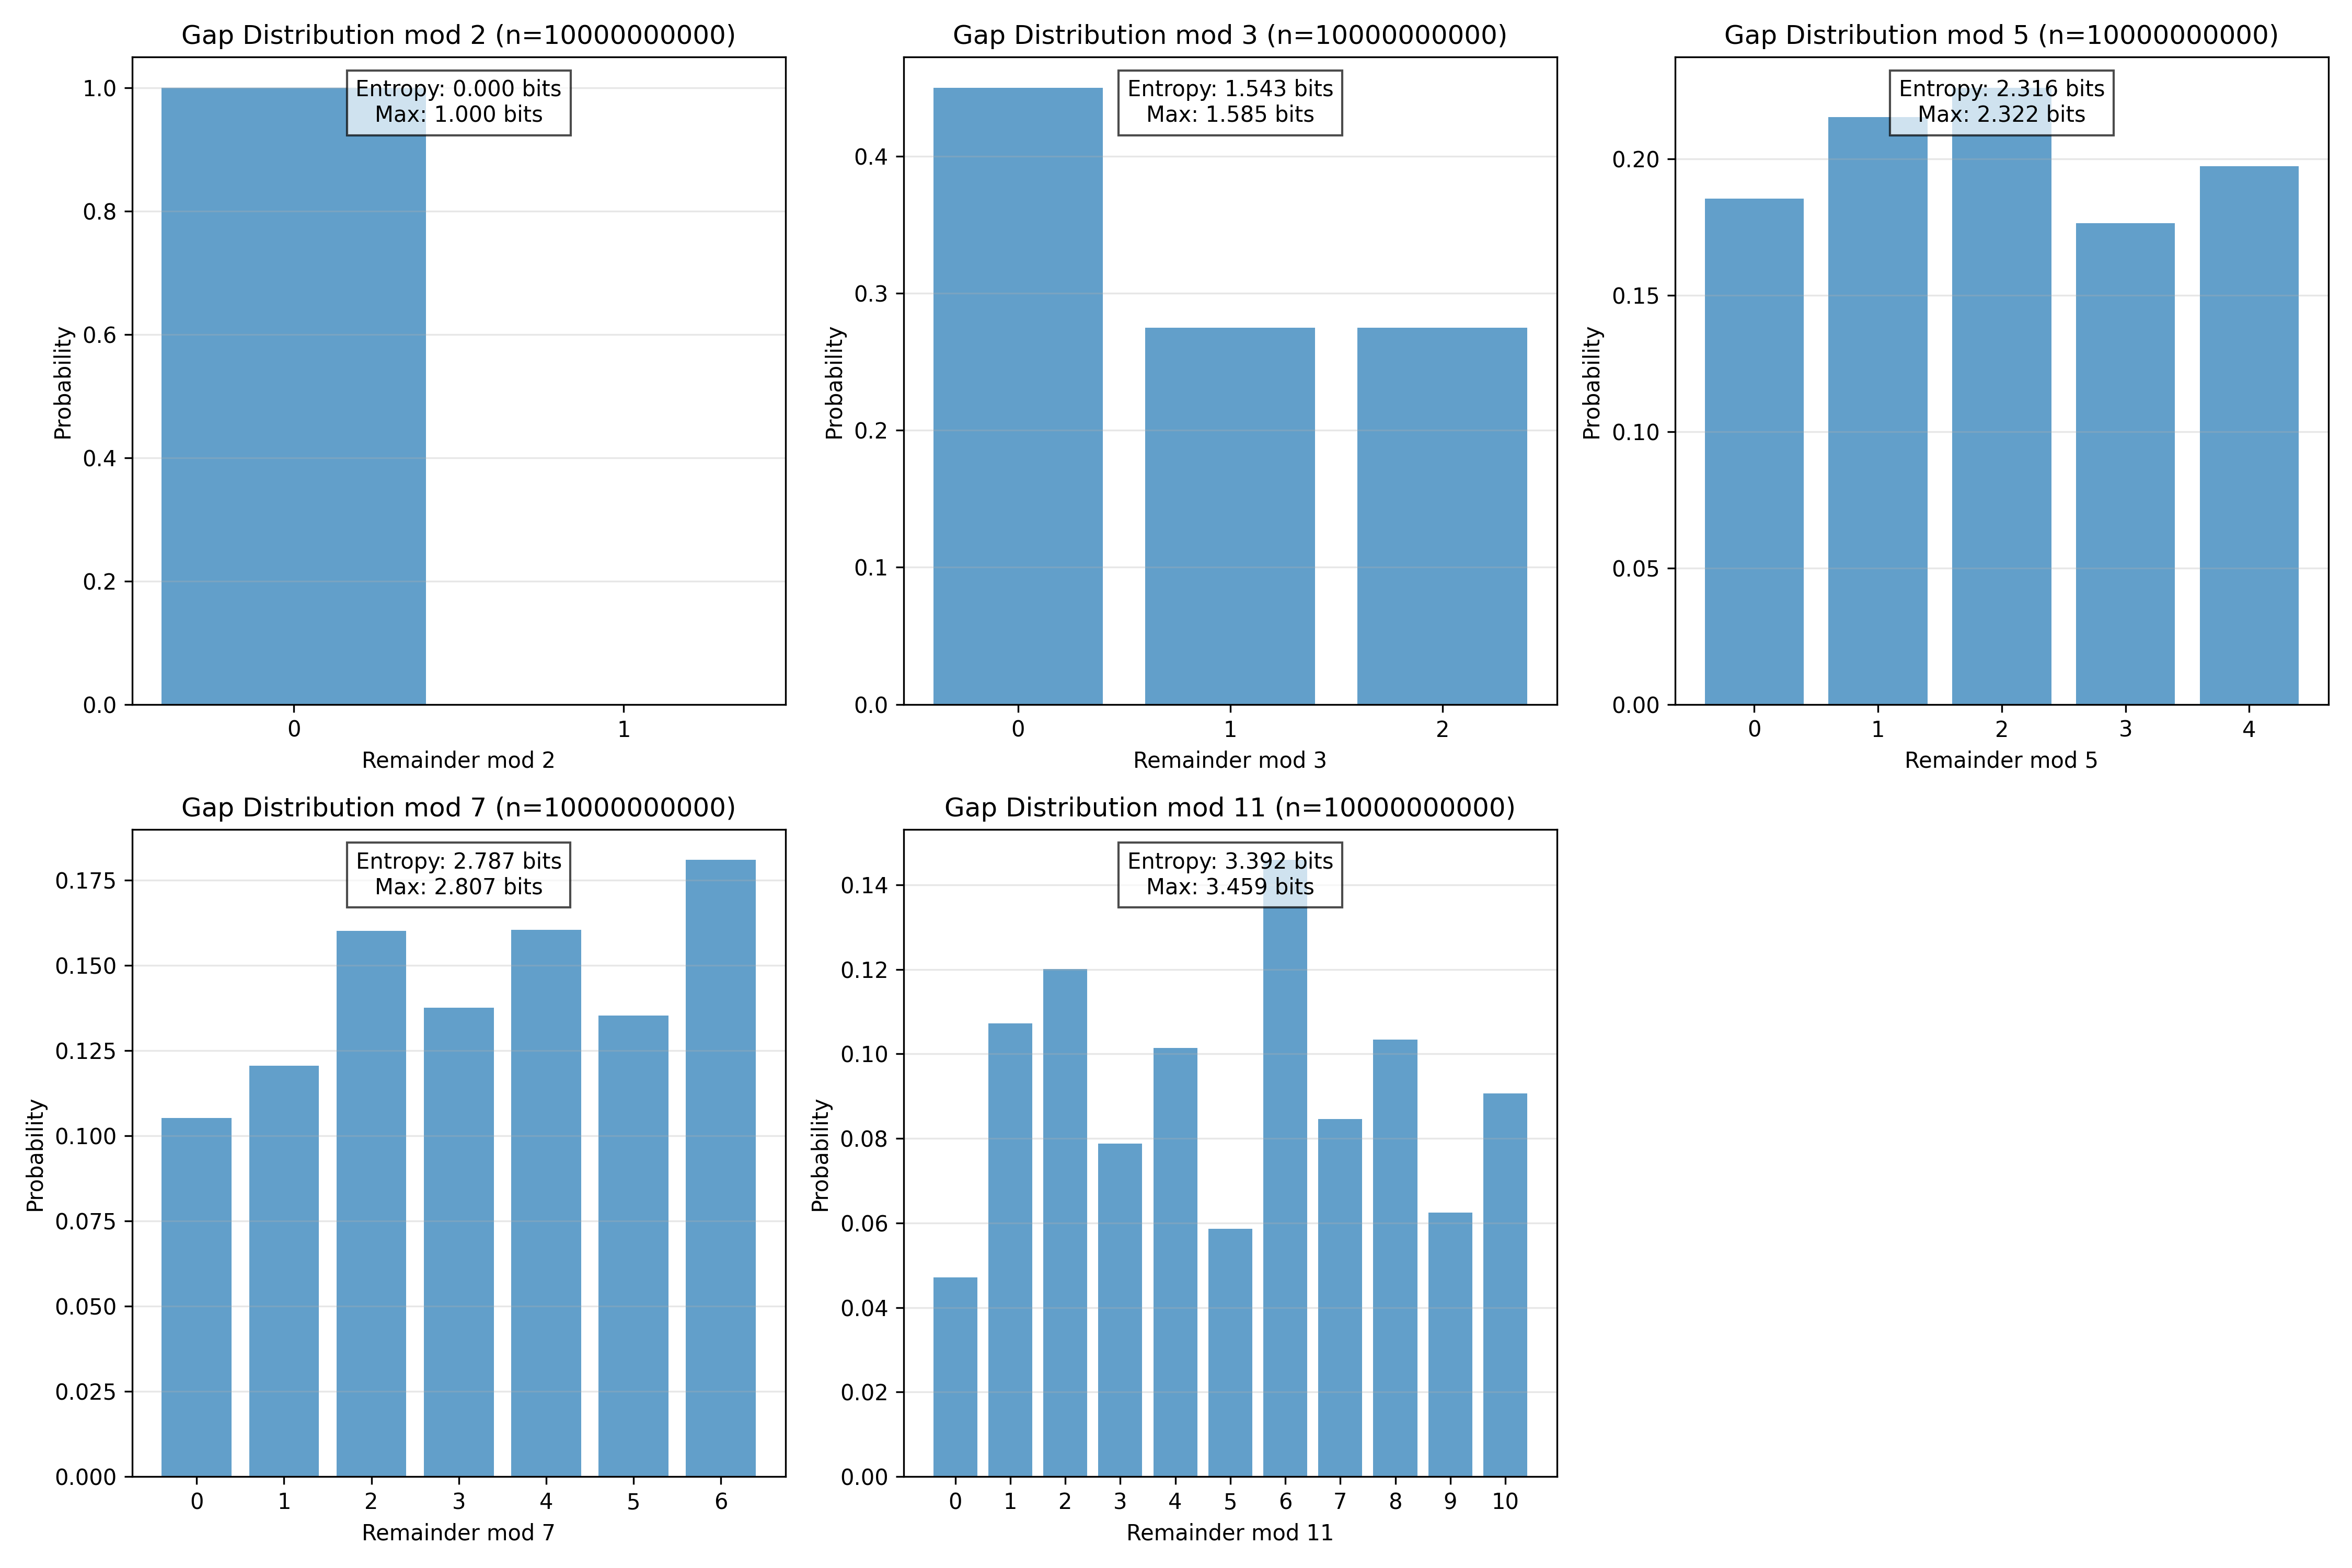 Gap Distribution mod 2 (n=10000000000)
Entropy: 0.000 bits
Max: 1.000 bits
Probability
1.0
0.8
0.6
0.4
0.2
0.0
0 1
Remainder mod 2
Gap Distribution mod 3 (n=10000000000)
Entropy: 1.543 bits
Max: 1.585 bits
Probability
0.4
0.3
0.2
0.1
0.0
0 1 2
Remainder mod 3
Gap Distribution mod 5 (n=10000000000)
Entropy: 2.316 bits
Max: 2.322 bits
Probability
0.20
0.15
0.10
0.05
0.00
0 1 2 3 4
Remainder mod 5
Gap Distribution mod 7 (n=10000000000)
Entropy: 2.787 bits
Max: 2.807 bits
Probability
0.175
0.150
0.125
0.100
0.075
0.050
0.025
0.000
0 1 2 3 4 5 6
Remainder mod 7
Gap Distribution mod 11 (n=10000000000)
Entropy: 3.392 bits
Max: 3.459 bits
Probability
0.14
0.12
0.10
0.08
0.06
0.04
0.02
0.00
0 1 2 3 4 5 6 7 8 9 10
Remainder mod 11